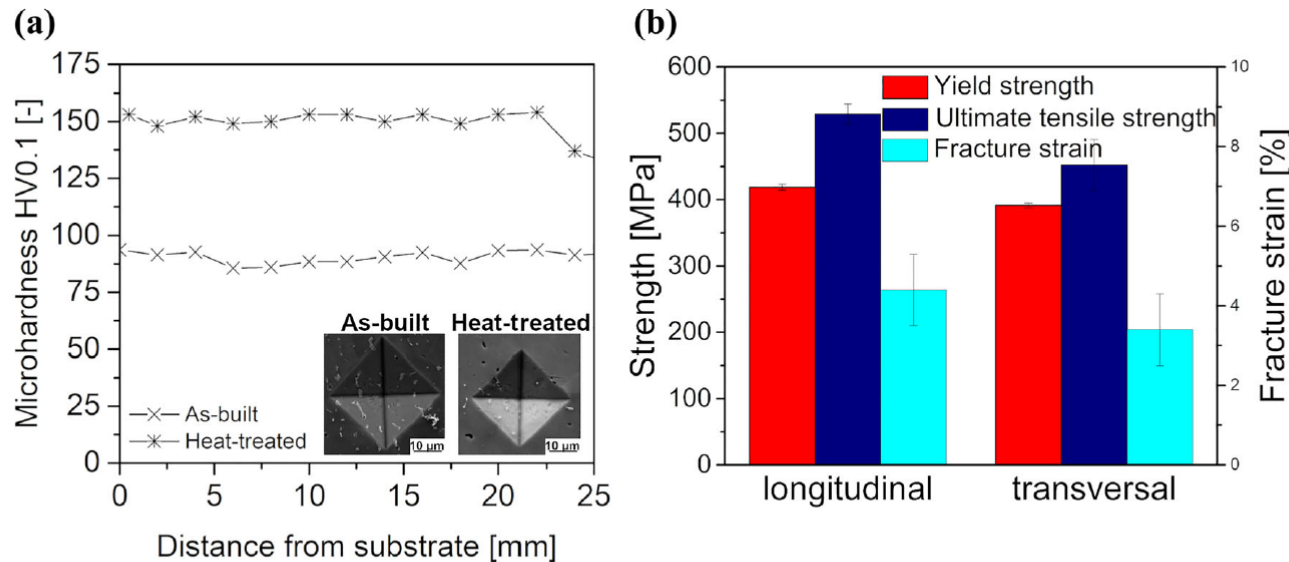 (a)
Microhardness HV0.1 [-]
175
150
125
100
75
50
25
0
As-built
Heat-treated
As-built
Heat-treated
10 μm
10 μm
0
5
10
15
20
25
Distance from substrate [mm]
(b)
Strength [MPa]
600
500
400
300
200
100
0
Yield strength
Ultimate tensile strength
Fracture strain
longitudinal
transversal
10
8
6
4
2
0
Fracture strain [%]